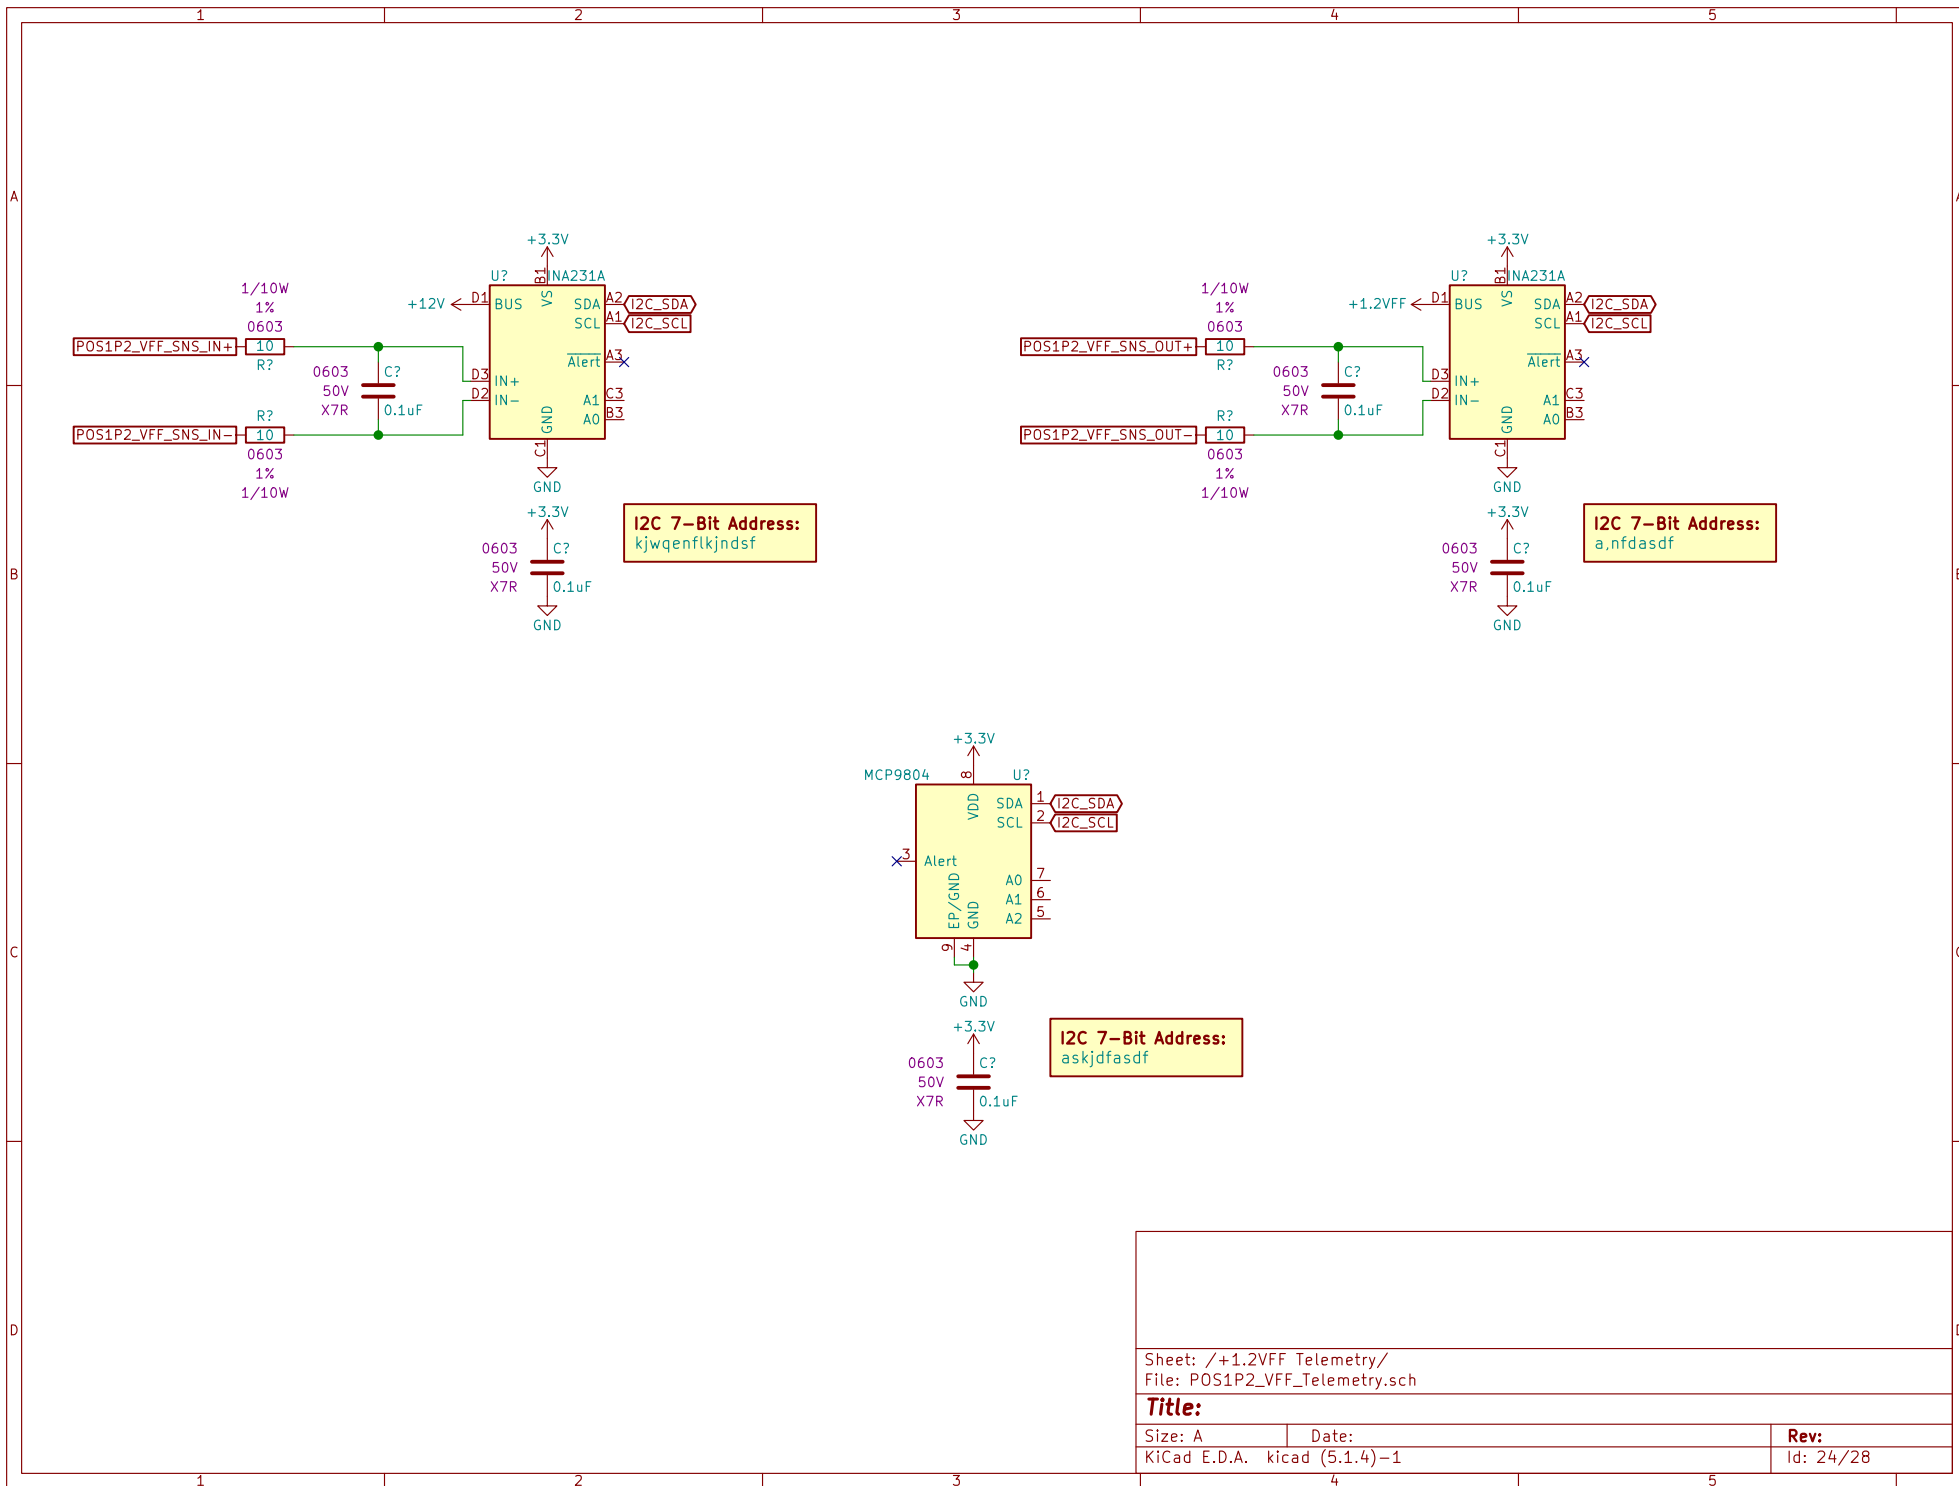 1 2 3 4 5
A
B
C
D
+3.3V
U? INA231A
B1
VS
+12V
D1 BUS
SDA A2 I2C_SDA
SCL A1 I2C_SCL
Alert A3
D3 IN+
D2 IN-
A1 C3
A0 B3
GND
C1
GND
1/10W
1%
0603
POS1P2_VFF_SNS_IN+ 10
R?
0603 C?
50V
X7R 0.1uF
R?
POS1P2_VFF_SNS_IN- 10
0603
1%
1/10W
+3.3V
0603 C?
50V
X7R 0.1uF
GND
I2C 7-Bit Address:
kjwqenflkjndsf
+3.3V
U? INA231A
B1
VS
+1.2VFF
D1 BUS
SDA A2 I2C_SDA
SCL A1 I2C_SCL
Alert A3
D3 IN+
D2 IN-
A1 C3
A0 B3
GND
C1
GND
1/10W
1%
0603
POS1P2_VFF_SNS_OUT+ 10
R?
0603 C?
50V
X7R 0.1uF
R?
POS1P2_VFF_SNS_OUT- 10
0603
1%
1/10W
+3.3V
0603 C?
50V
X7R 0.1uF
GND
I2C 7-Bit Address:
a,nfdasdf
+3.3V
MCP9804 U?
8
VDD
SDA 1 I2C_SDA
SCL 2 I2C_SCL
3 Alert
A0 7
A1 6
A2 5
EP/GND
GND
9 4
GND
+3.3V
0603 C?
50V
X7R 0.1uF
GND
I2C 7-Bit Address:
askjdfasdf
Sheet: /+1.2VFF Telemetry/
File: POS1P2_VFF_Telemetry.sch
Title:
Size: A Date: Rev:
KiCad E.D.A. kicad (5.1.4)-1 Id: 24/28
1 2 3 4 5